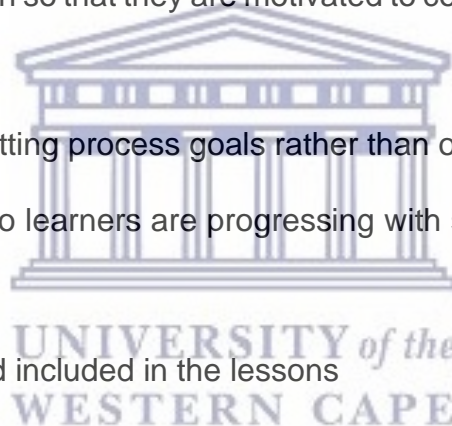 so that they are motivated to
tting process goals rather than
o learners are progressing with
UNIVERSITY of the
d included in the lessons
WESTERN CAPE